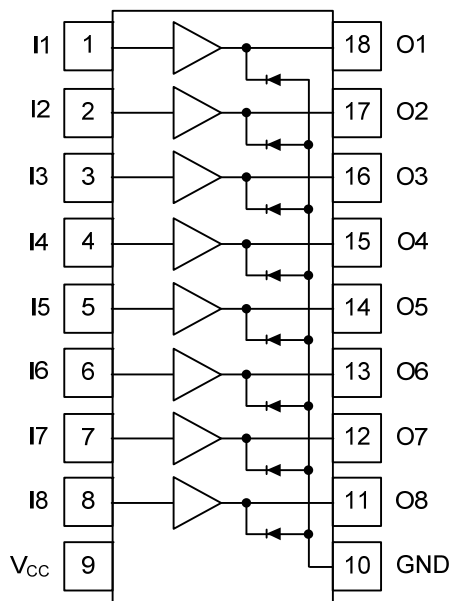 I1 1 18 O1
I2 2 17 O2
I3 3 16 O3
I4 4 15 O4
I5 5 14 O5
I6 6 13 O6
I7 7 12 O7
I8 8 11 O8
VCC 9 10 GND